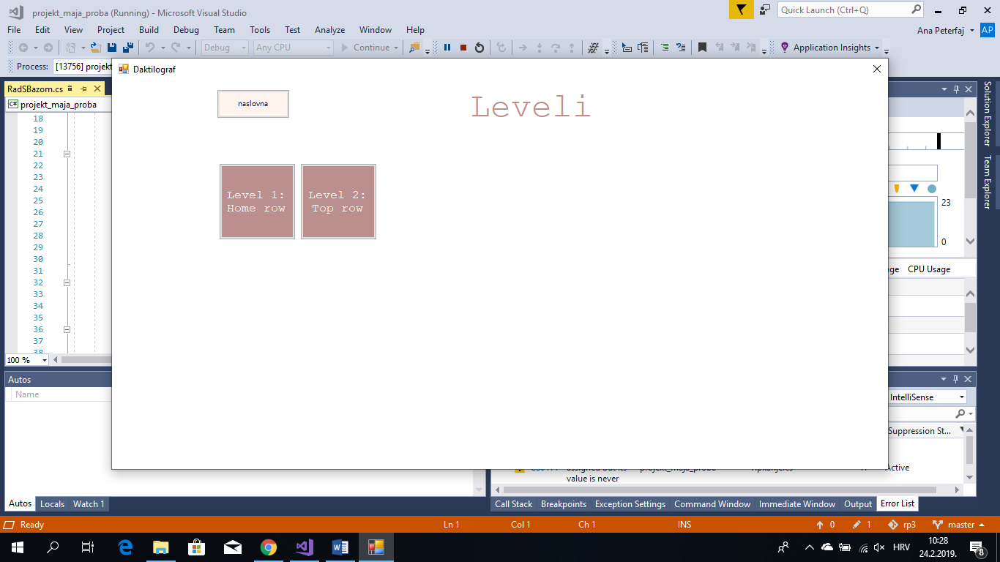 projekt_maja_proba (Running) - Microsoft Visual Studio
Quick Launch (Ctrl+Q)
File Edit View Project Build Debug Team Tools Test Analyze Window Help
Ana Peterfaj AP
Debug Any CPU Continue Application Insights
Process: [13756] projekt
Daktilograf
RadSBazom.cs
projekt_maja_proba
naslovna
Leveli
Level 1:
Home row
Level 2:
Top row
18
19
20
21
22
23
24
25
26
27
28
29
30
31
32
33
34
35
36
37
38
100 %
Solution Explorer
Team Explorer
23
0
CPU Usage
Autos
Name
IntelliSense
Suppression St...
assigned but its projekt_maja_proba Active
value is never
Autos Locals Watch 1
Call Stack Breakpoints Exception Settings Command Window Immediate Window Output Error List
Ready Ln 1 Col 1 Ch 1 INS 0 1 rp3 master
HRV
10:28
24.2.2019.
8